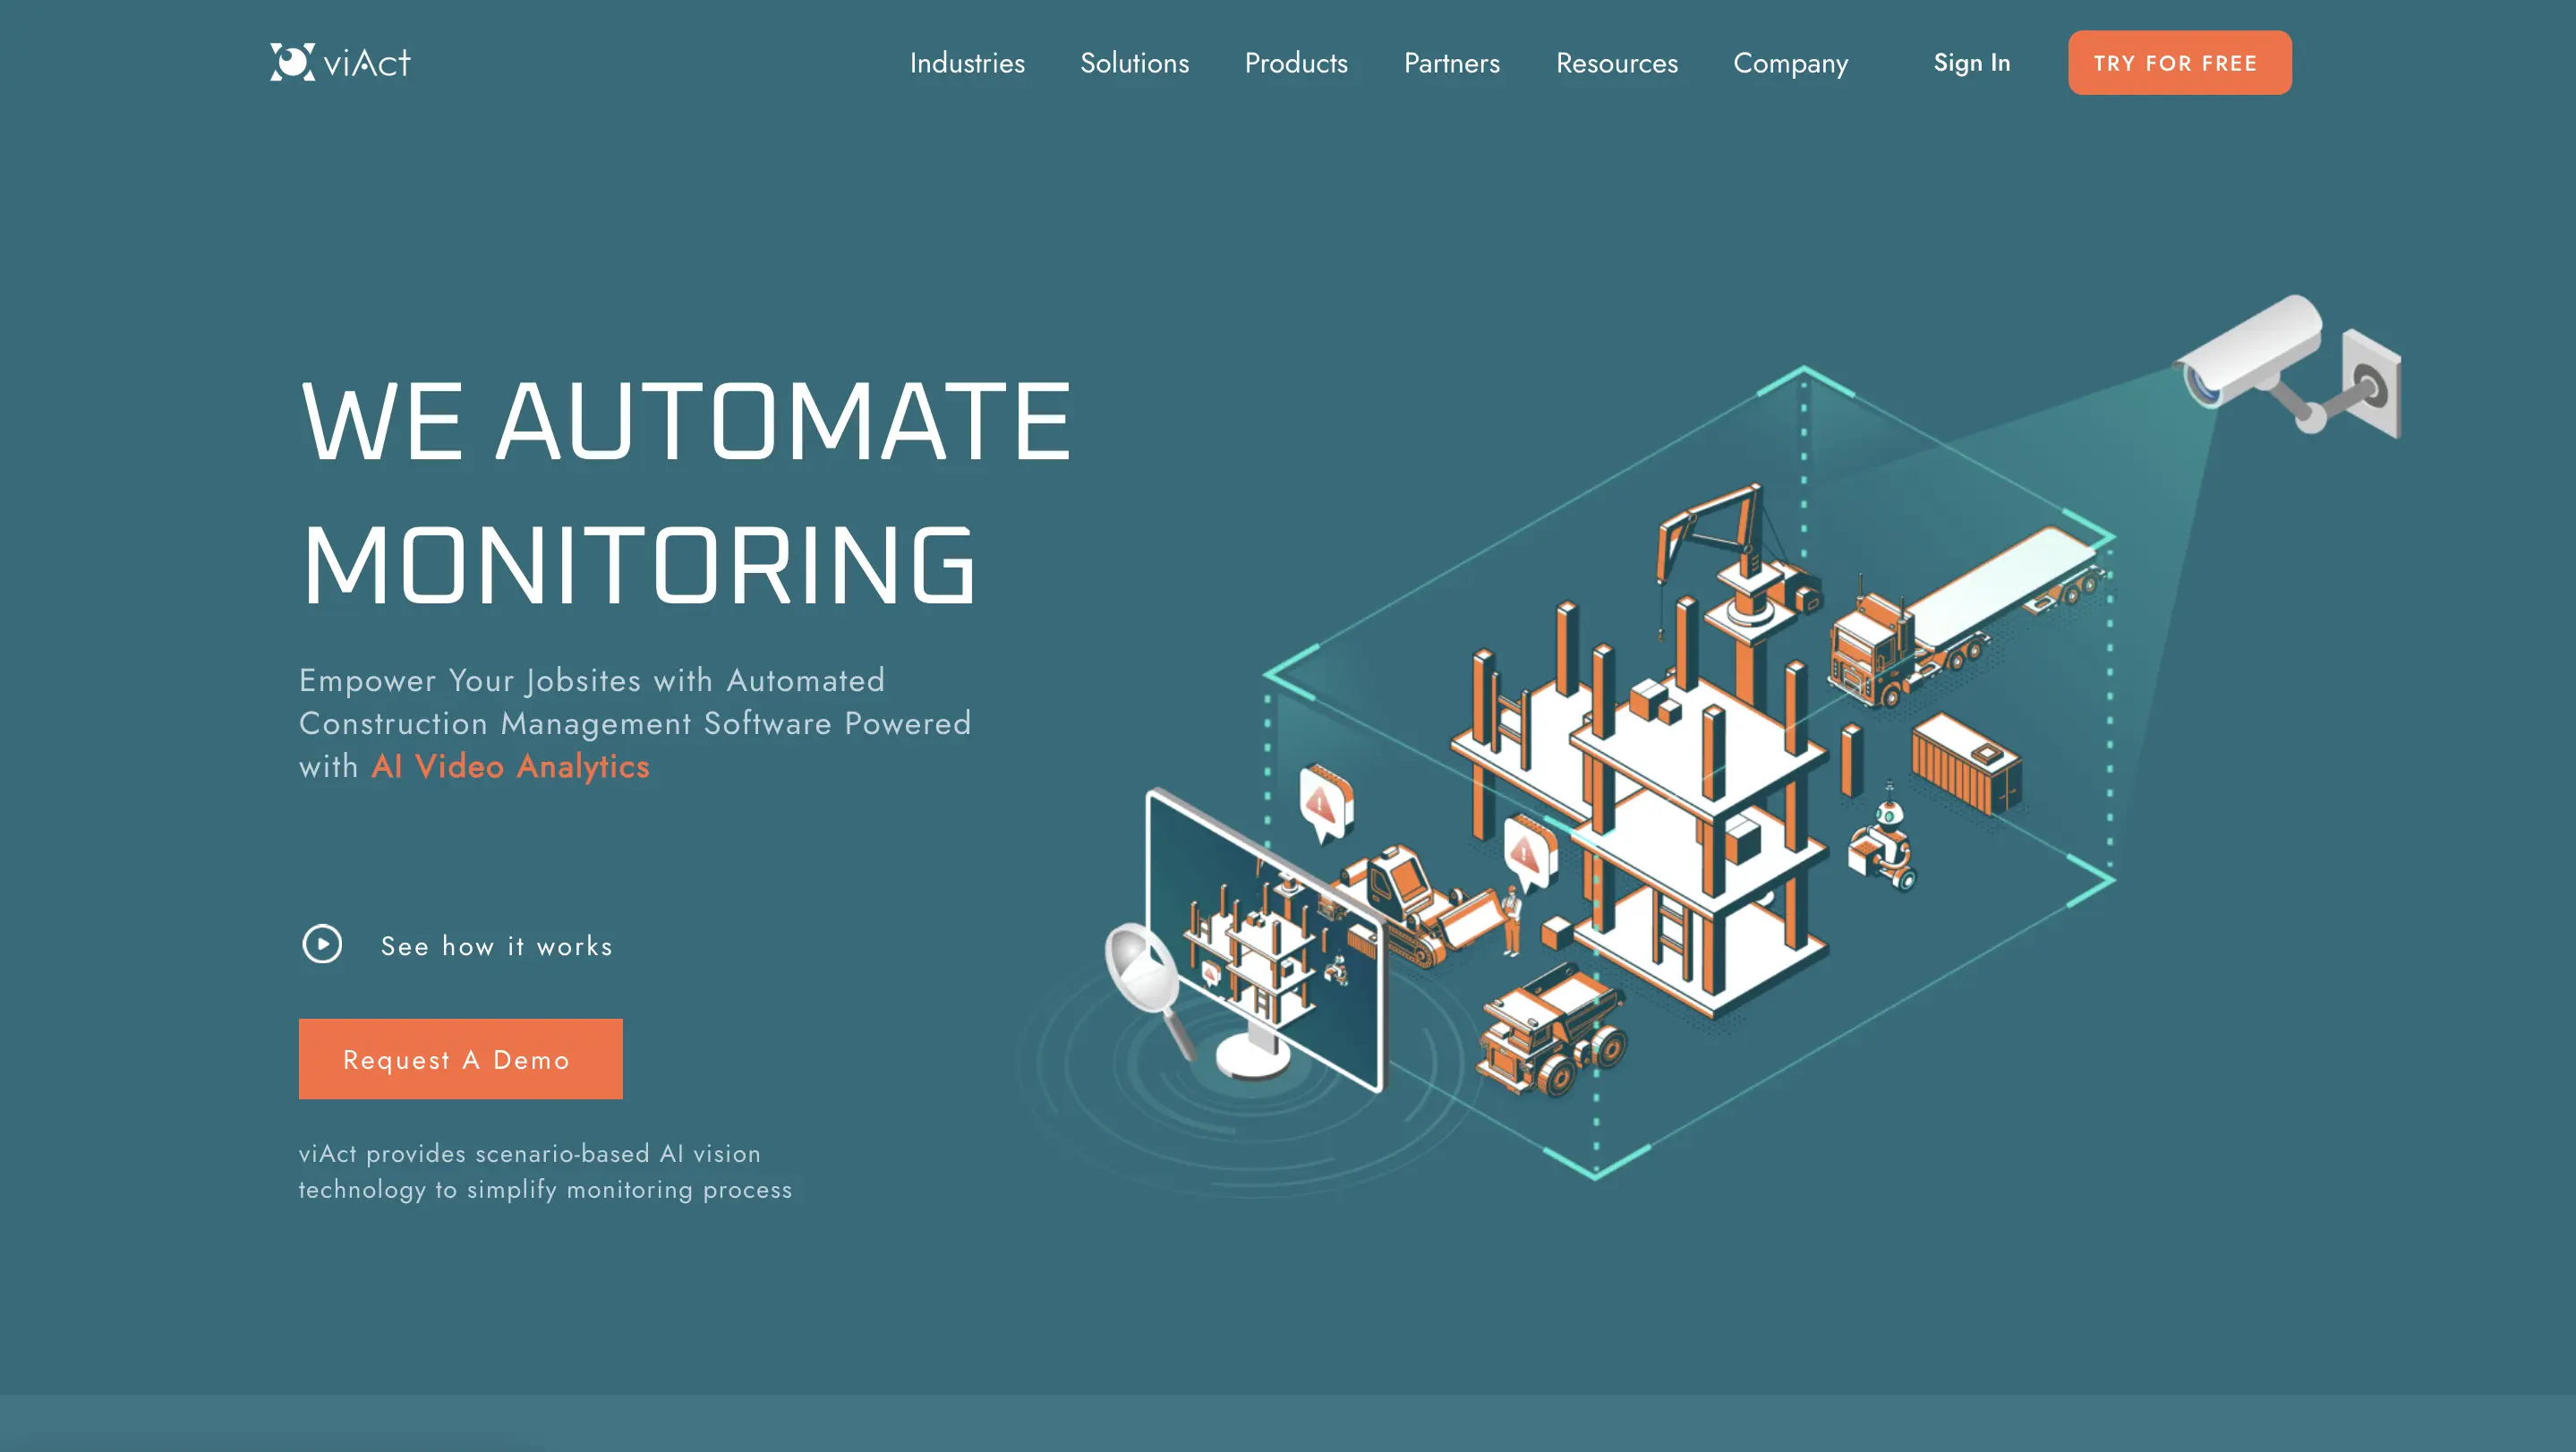 viAct
Industries
Solutions
Products
Partners
Resources
Company
Sign In
TRY FOR FREE
WE AUTOMATE
MONITORING
Empower Your Jobsites with Automated
Construction Management Software Powered
with AI Video Analytics
See how it works
Request A Demo
viAct provides scenario-based AI vision
technology to simplify monitoring process